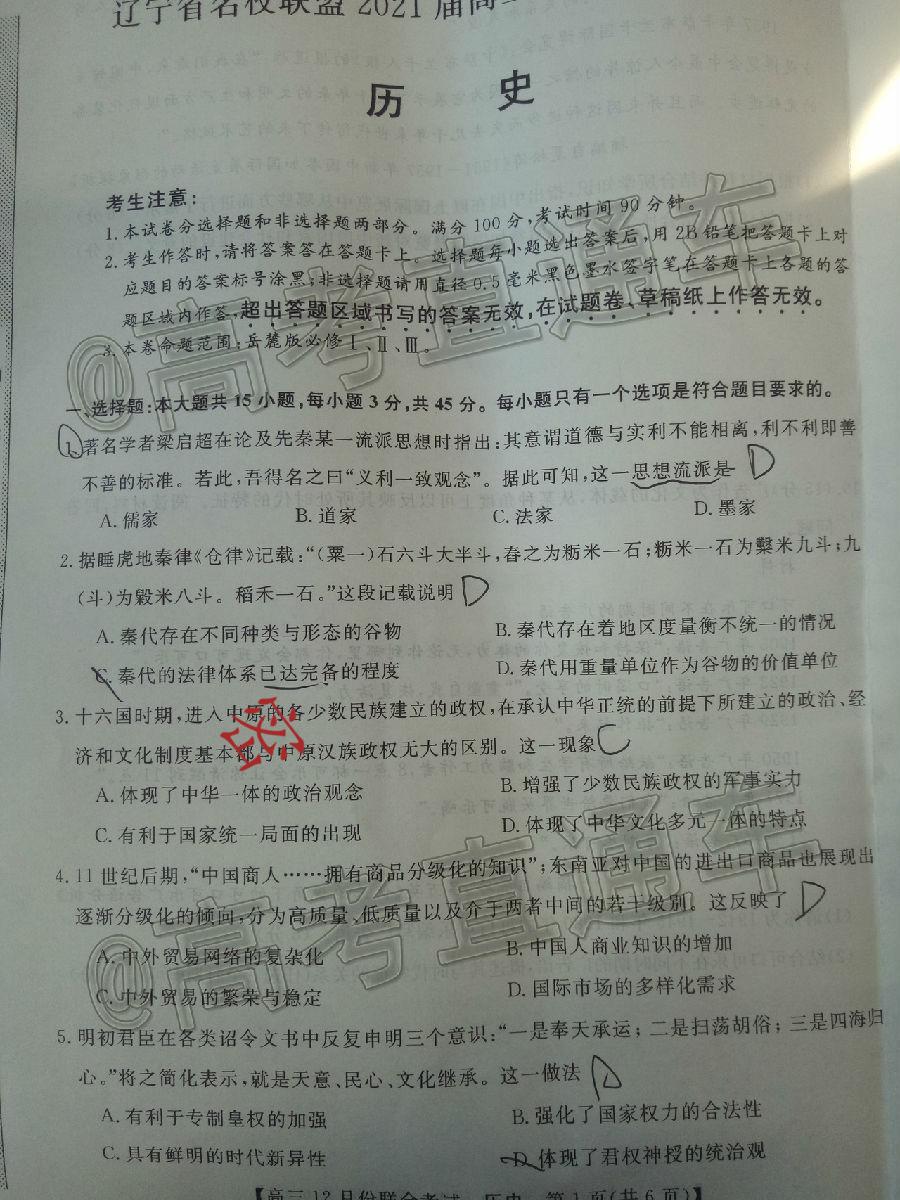 辽宁省名校联盟 2021 届高
历 史
考生注意:
1. 本试卷分选择题和非选择题两部分。满分 100 分,考试时间 90 分钟。
2. 考生作答时,请将答案答在答题卡上。选择题每小题选出答案后,用 2B 铅笔把答题卡上对
应题目的答案标号涂黑;非选择题请用直径 0.5 毫米黑色墨水签字笔在答题卡上各题的答
题区域内作答,超出答题区域书写的答案无效,在试题卷、草稿纸上作答无效。
3. 本卷命题范围:岳麓版必修Ⅰ、Ⅱ、Ⅲ。
一、选择题:本大题共 15 小题,每小题 3 分,共 45 分。每小题只有一个选项是符合题目要求的。
1. 著名学者梁启超在论及先秦某一流派思想时指出:其意谓道德与实利不能相离,利不利即善
不善的标准。若此,吾得名之曰“义利一致观念”。据此可知,这一思想流派是 D
A. 儒家 B. 道家 C. 法家 D. 墨家
2. 据睡虎地秦律《仓律》记载:“(粟一)石六斗大半斗,舂之为粝米一石;粝米一石为糳米九斗;九
(斗)为毇米八斗。稻禾一石。”这段记载说明 D
A. 秦代存在不同种类与形态的谷物 B. 秦代存在着地区度量衡不统一的情况
C. 秦代的法律体系已达完备的程度 D. 秦代用重量单位作为谷物的价值单位
3. 十六国时期,进入中原的各少数民族建立的政权,在承认中华正统的前提下所建立的政治、经
济和文化制度基本都与中原汉族政权无大的区别。这一现象 C
A. 体现了中华一体的政治观念 B. 增强了少数民族政权的军事实力
C. 有利于国家统一局面的出现 D. 体现了中华文化多元一体的特点
密
4. 11 世纪后期,“中国商人……拥有商品分级化的知识”;东南亚对中国的进出口商品也展现出
逐渐分级化的倾向,分为高质量、低质量以及介于两者中间的若干级别。这反映了 D
A. 中外贸易网络的复杂化 B. 中国人商业知识的增加
C. 中外贸易的繁荣与稳定 D. 国际市场的多样化需求
5. 明初君臣在各类诏令文书中反复申明三个意识:“一是奉天承运;二是扫荡胡俗;三是四海归
心。”将之简化表示,就是天意、民心、文化继承。这一做法
A. 有利于专制皇权的加强 B. 强化了国家权力的合法性
C. 具有鲜明的时代新异性 D. 体现了君权神授的统治观
【高三 12 月份联合考试·历史 第 1 页(共 6 页)】
@高考直通车
@高考直通车